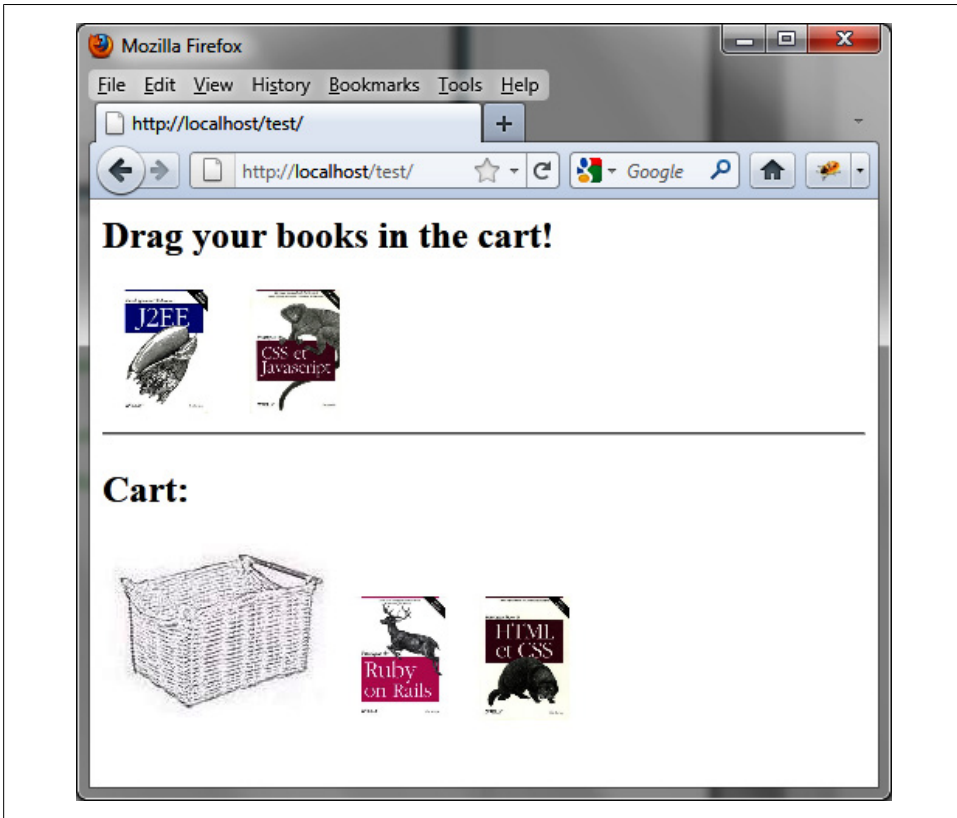 Mozilla Firefox
File Edit View History Bookmarks Tools Help
http://localhost/test/
http://localhost/test/
Google
Drag your books in the cart!
J2EE
CSS et
Javascript
Cart:
Ruby
on Rails
HTML
et CSS